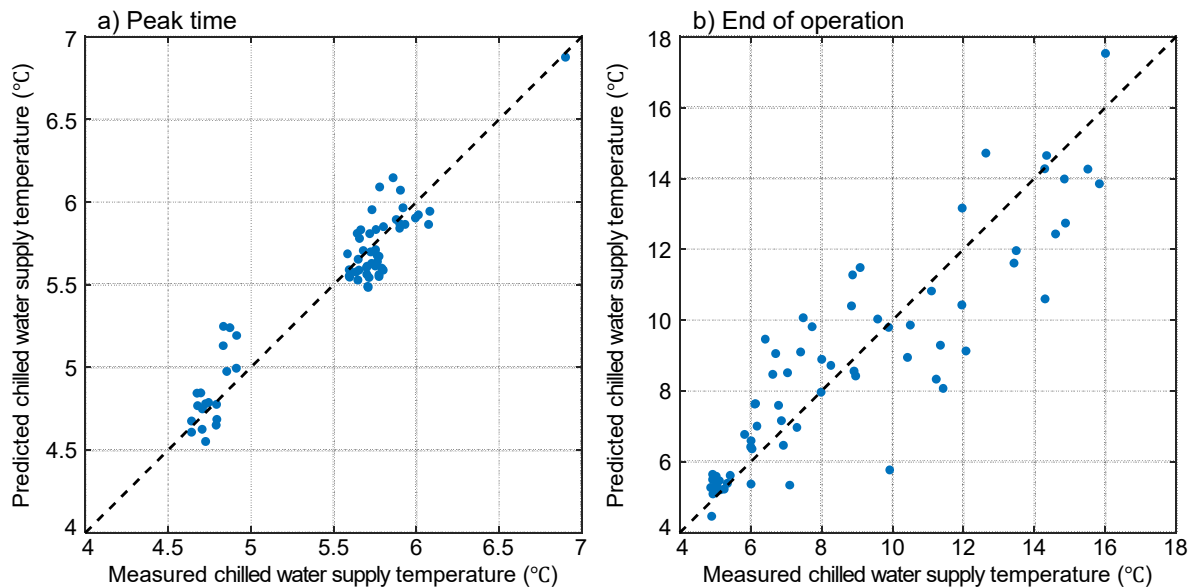 a) Peak time
7
6.5
6
5.5
5
4.5
4
4 4.5 5 5.5 6 6.5 7
Predicted chilled water supply temperature (℃)
Measured chilled water supply temperature (℃)
b) End of operation
18
16
14
12
10
8
6
4
4 6 8 10 12 14 16 18
Predicted chilled water supply temperature (℃)
Measured chilled water supply temperature (℃)